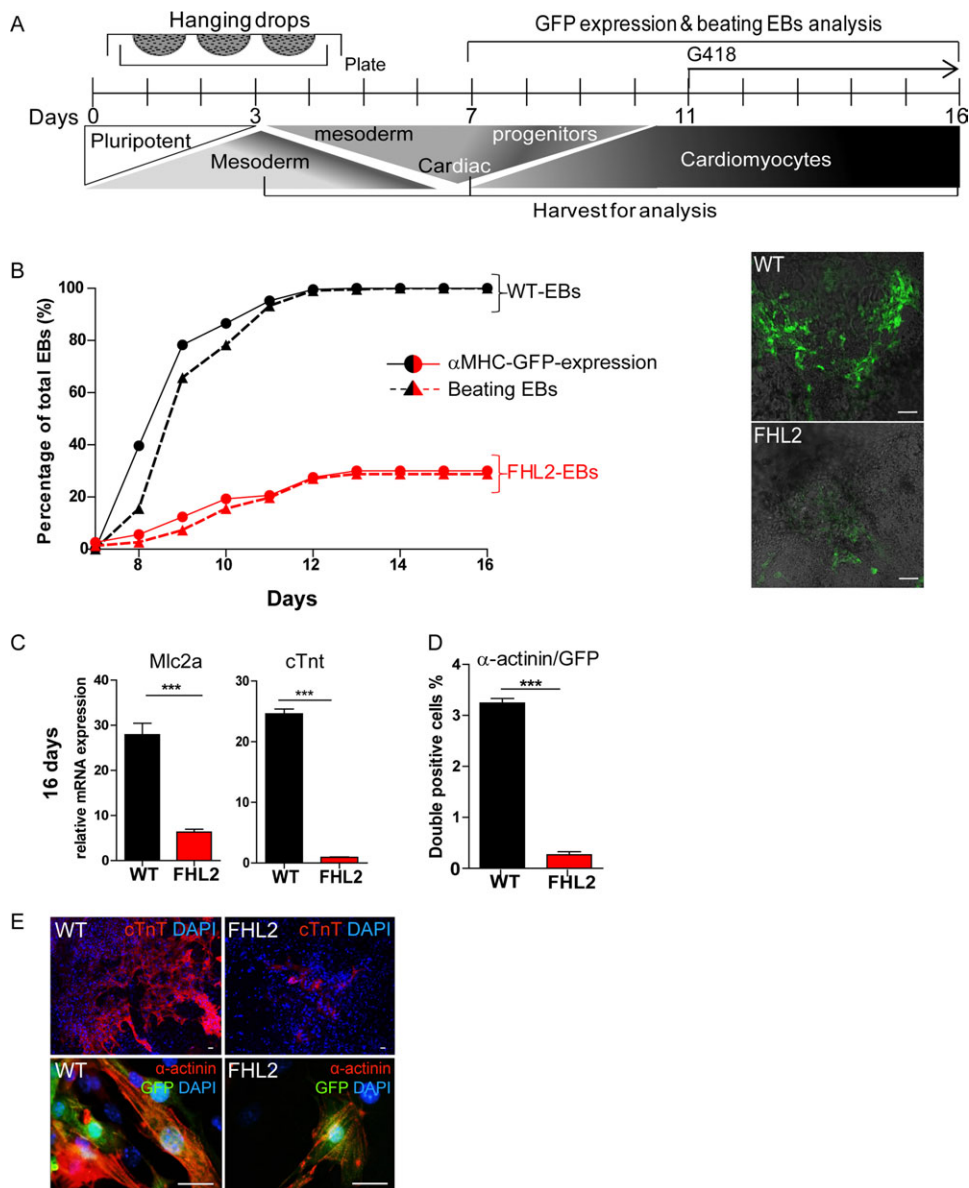 A
Hanging drops
GFP expression & beating EBs analysis
G418
Plate
Days 0 3 7 11 16
Pluripotent
mesoderm
progenitors
Mesoderm
Cardiac
Cardiomyocytes
Harvest for analysis
B
Percentage of total EBs (%)
100
80
60
40
20
0
8 10 12 14 16
Days
WT-EBs
αMHC-GFP-expression
Beating EBs
FHL2-EBs
WT
FHL2
C
16 days
relative mRNA expression
Mlc2a
***
40
30
20
10
0
WT FHL2
cTnt
***
30
20
10
0
WT FHL2
D
α-actinin/GFP
Double positive cells %
***
4
3
2
1
0
WT FHL2
E
WT cTnT DAPI
FHL2 cTnT DAPI
WT α-actinin
GFP DAPI
FHL2 α-actinin
GFP DAPI